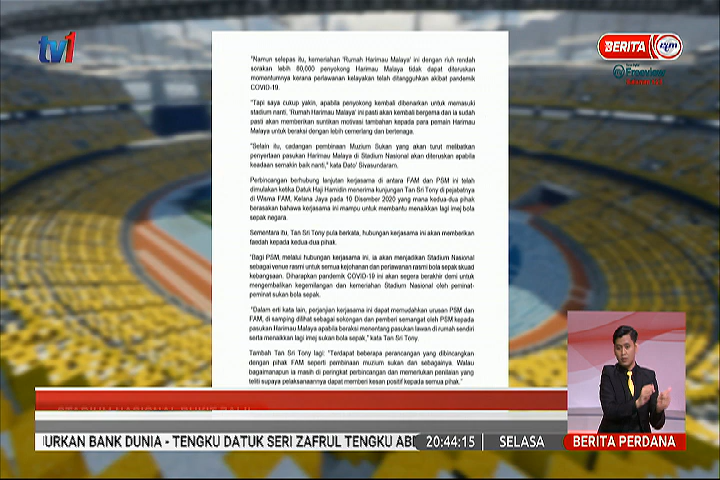 tv1
BERITA rtm
Freeview
"Namun selepas itu, kemeriahan 'Rumah Harimau Malaya' ini dengan riuh rendah
sorakan lebih 80,000 penyokong Harimau Malaya tidak dapat diteruskan
momentumnya kerana perlawanan kelayakan telah ditangguhkan akibat pandemik
COVID-19.
"Tapi saya cukup yakin, apabila penyokong kembali dibenarkan untuk memasuki
stadium nanti, 'Rumah Harimau Malaya' ini pasti akan kembali bergema dan ia sudah
pasti akan memberikan suntikan motivasi tambahan kepada para pemain Harimau
Malaya untuk beraksi dengan lebih cemerlang dan bertenaga.
"Selain itu, cadangan pembinaan Muzium Sukan yang akan turut melibatkan
penyertaan pasukan Harimau Malaya di Stadium Nasional akan diteruskan apabila
keadaan semakin baik nanti," kata Dato' Sivasundaram.
Perbincangan berhubung lanjutan kerjasama di antara FAM dan PSM ini telah
dimulakan ketika Datuk Haji Hamidin menerima kunjungan Tan Sri Tony di pejabatnya
di Wisma FAM, Kelana Jaya pada 10 Disember 2020 yang mana kedua-dua pihak
berasakan bahawa kerjasama ini mampu untuk membantu menaikkan lagi imej bola
sepak negara.
Sementara itu, Tan Sri Tony pula berkata, hubungan kerjasama ini akan memberikan
faedah kepada kedua-dua pihak.
"Bagi PSM, melalui hubungan kerjasama ini, ia akan menjadikan Stadium Nasional
sebagai venue rasmi untuk semua kejohanan dan perlawanan rasmi bola sepak skuad
kebangsaan. Diharapkan pandemik COVID-19 ini akan segera berakhir demi untuk
mengembalikan kegemilangan dan kemeriahan Stadium Nasional oleh peminat-
peminat sukan bola sepak.
"Dalam erti kata lain, perjanjian kerjasama ini dapat memudahkan urusan PSM dan
FAM, di samping dilihat sebagai sokongan dan pemberi semangat oleh PSM kepada
pasukan Harimau Malaya apabila beraksi menentang pasukan lawan di rumah sendiri
serta menaikkan lagi imej sukan bola sepak," kata Tan Sri Tony.
Tambah Tan Sri Tony lagi: "Terdapat beberapa perancangan yang dibincangkan
dengan pihak FAM seperti pembinaan muzium sukan dan sebagainya. Walau
bagaimanapun ia masih di peringkat perbincangan dan memerlukan penilaian yang
teliti supaya pelaksanaannya dapat memberi kesan positif kepada semua pihak."
URKAN BANK DUNIA - TENGKU DATUK SERI ZAFRUL TENGKU AB
20:44:15 SELASA BERITA PERDANA